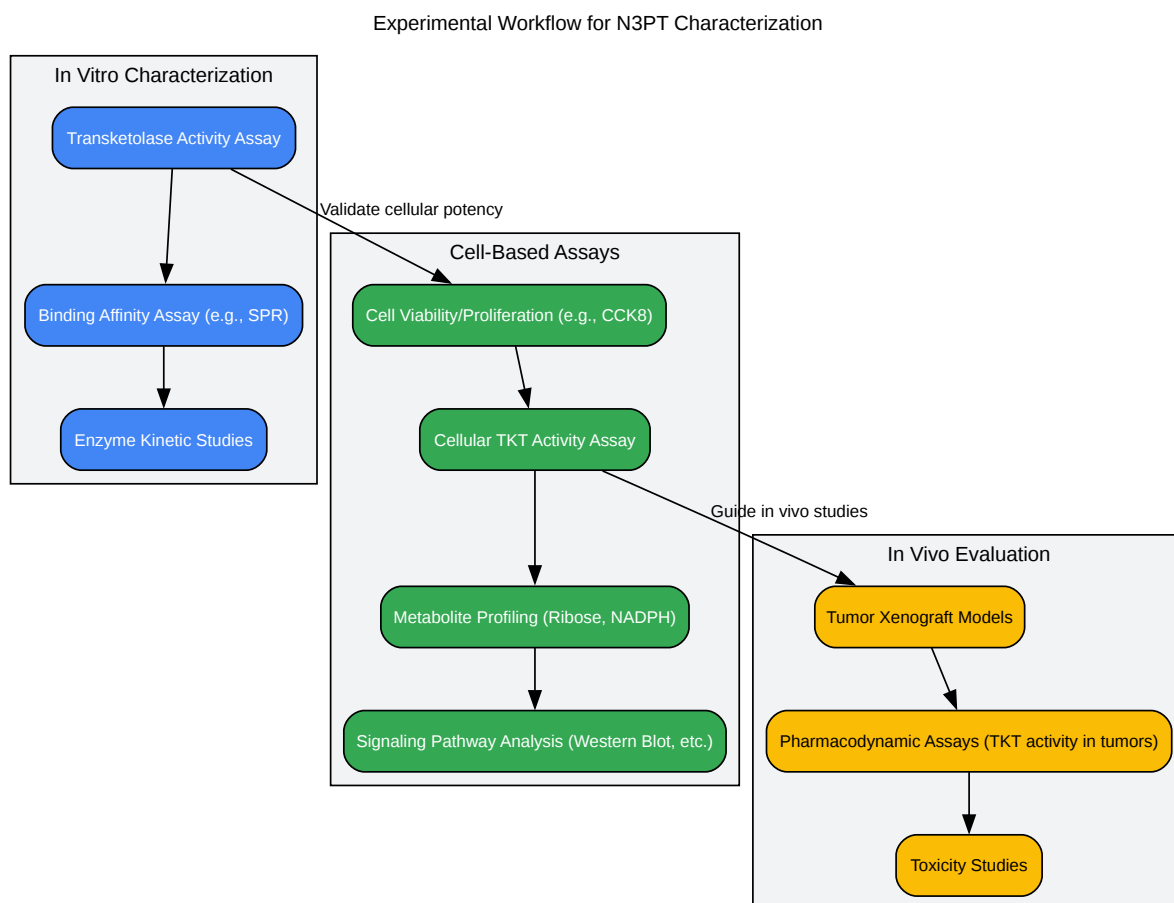 Experimental Workflow for N3PT Characterization
In Vitro Characterization
Transketolase Activity Assay
Validate cellular potency
Binding Affinity Assay (e.g., SPR)
Enzyme Kinetic Studies
Cell-Based Assays
Cell Viability/Proliferation (e.g., CCK8)
Cellular TKT Activity Assay
Guide in vivo studies
Metabolite Profiling (Ribose, NADPH)
Signaling Pathway Analysis (Western Blot, etc.)
In Vivo Evaluation
Tumor Xenograft Models
Pharmacodynamic Assays (TKT activity in tumors)
Toxicity Studies